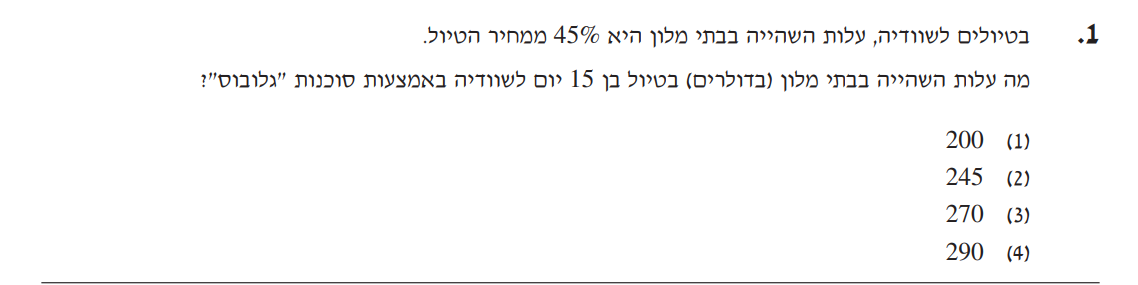 1. בטיולים לשוודיה, עלות השהייה בבתי מלון היא 45% ממחיר הטיול.
מה עלות השהייה בבתי מלון (בדולרים) בטיול בן 15 יום לשוודיה באמצעות סוכנות "גלובוס"?
(1) 200
(2) 245
(3) 270
(4) 290